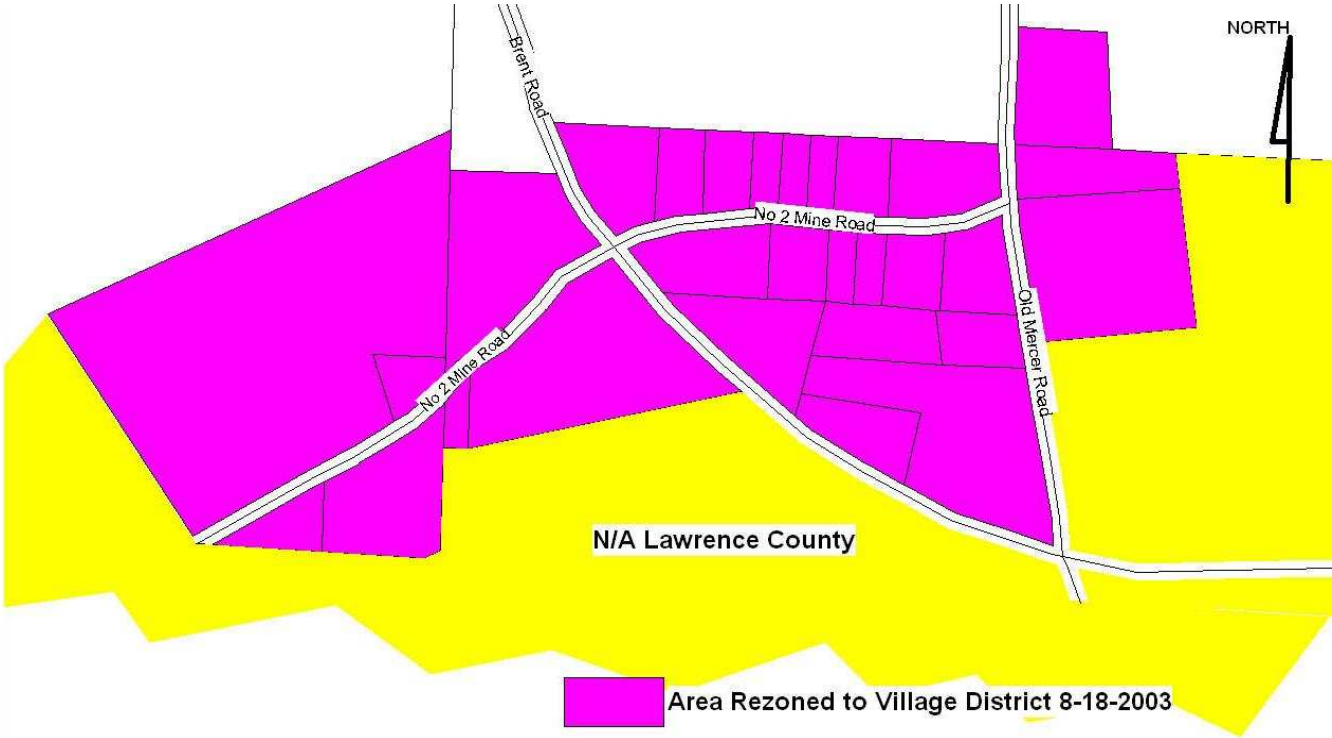 NORTH
Brent Road
No 2 Mine Road
Old Mercer Road
No 2 Mine Road
N/A Lawrence County
Area Rezoned to Village District 8-18-2003